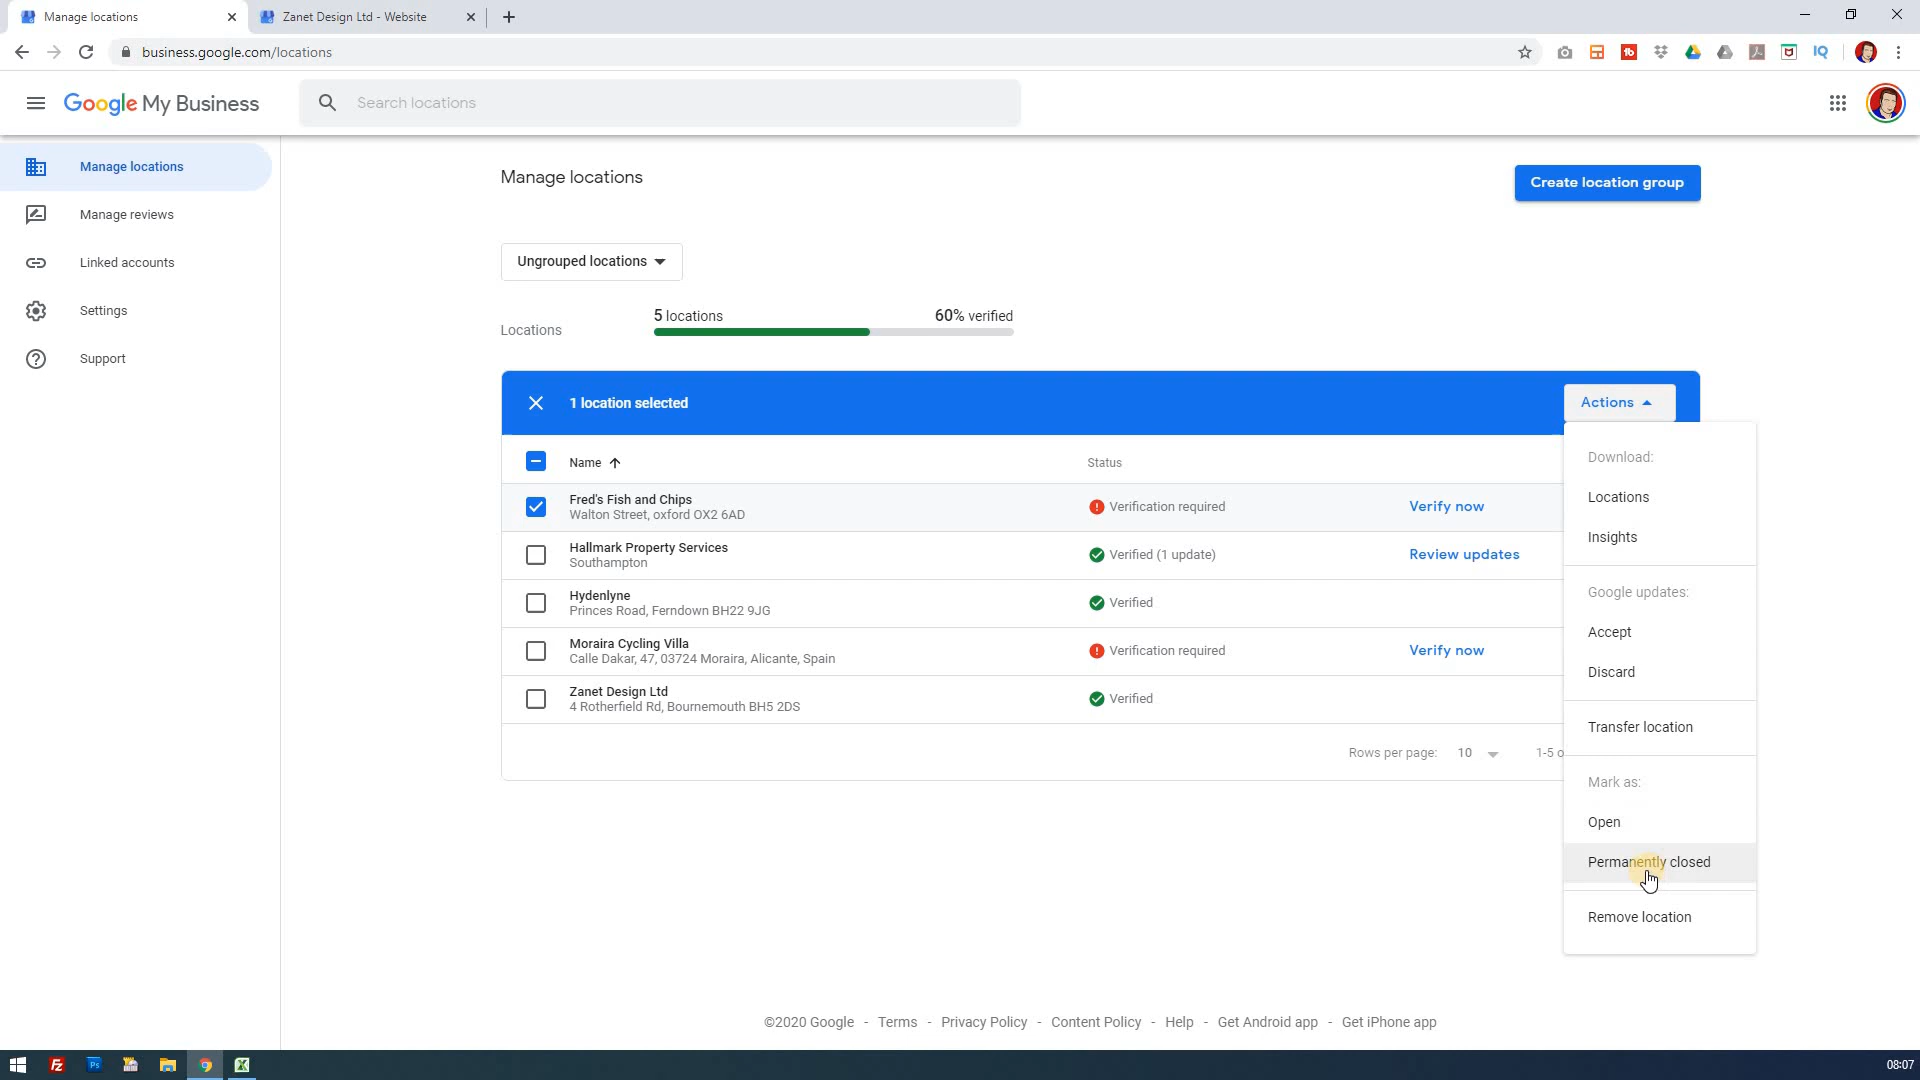 Manage locations
Zanet Design Ltd - Website
business.google.com/locations
Google My Business
Search locations
Manage locations
Manage reviews
Linked accounts
Settings
Support
Manage locations
Create location group
Ungrouped locations
Locations
5 locations
60% verified
1 location selected
Actions
Name
Status
Fred's Fish and Chips
Walton Street, oxford OX2 6AD
Verification required
Verify now
Hallmark Property Services
Southampton
Verified (1 update)
Review updates
Hydenlyne
Princes Road, Ferndown BH22 9JG
Verified
Moraira Cycling Villa
Calle Dakar, 47, 03724 Moraira, Alicante, Spain
Verification required
Verify now
Zanet Design Ltd
4 Rotherfield Rd, Bournemouth BH5 2DS
Verified
Rows per page: 10
1-5 o
Download:
Locations
Insights
Google updates:
Accept
Discard
Transfer location
Mark as:
Open
Permanently closed
Remove location
©2020 Google - Terms - Privacy Policy - Content Policy - Help - Get Android app - Get iPhone app
08:07